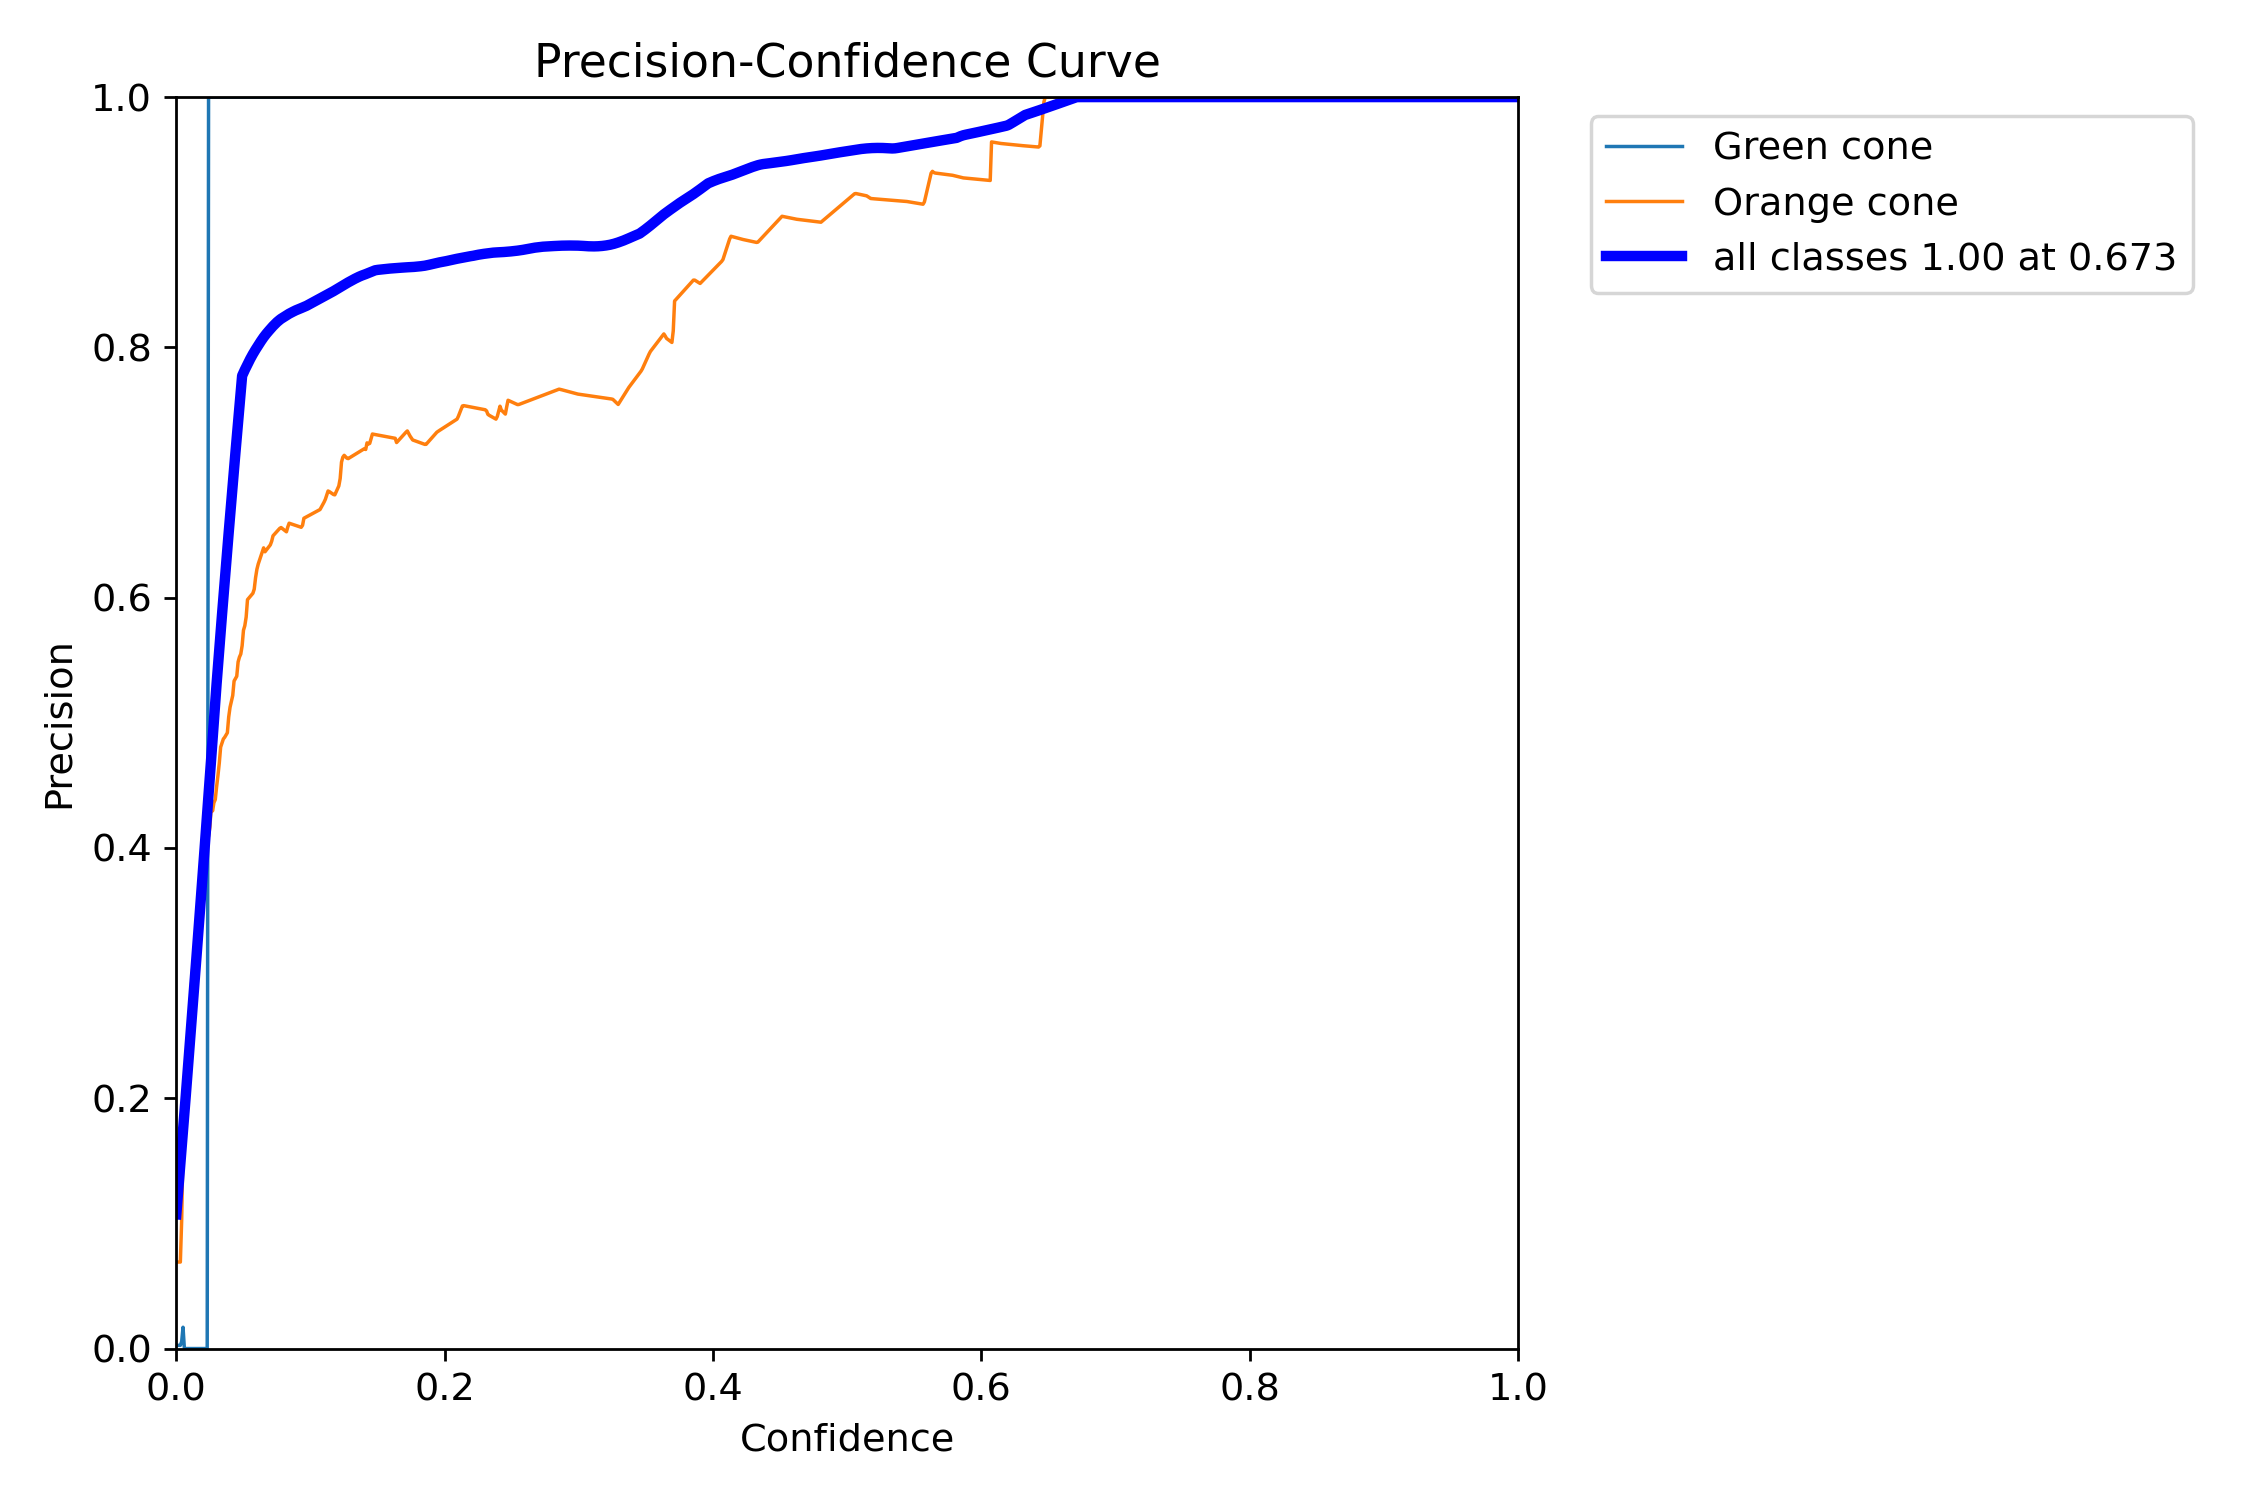 Precision-Confidence Curve
1.0
0.8
0.6
0.4
0.2
0.0
Precision
0.0 0.2 0.4 0.6 0.8 1.0
Confidence
Green cone
Orange cone
all classes 1.00 at 0.673